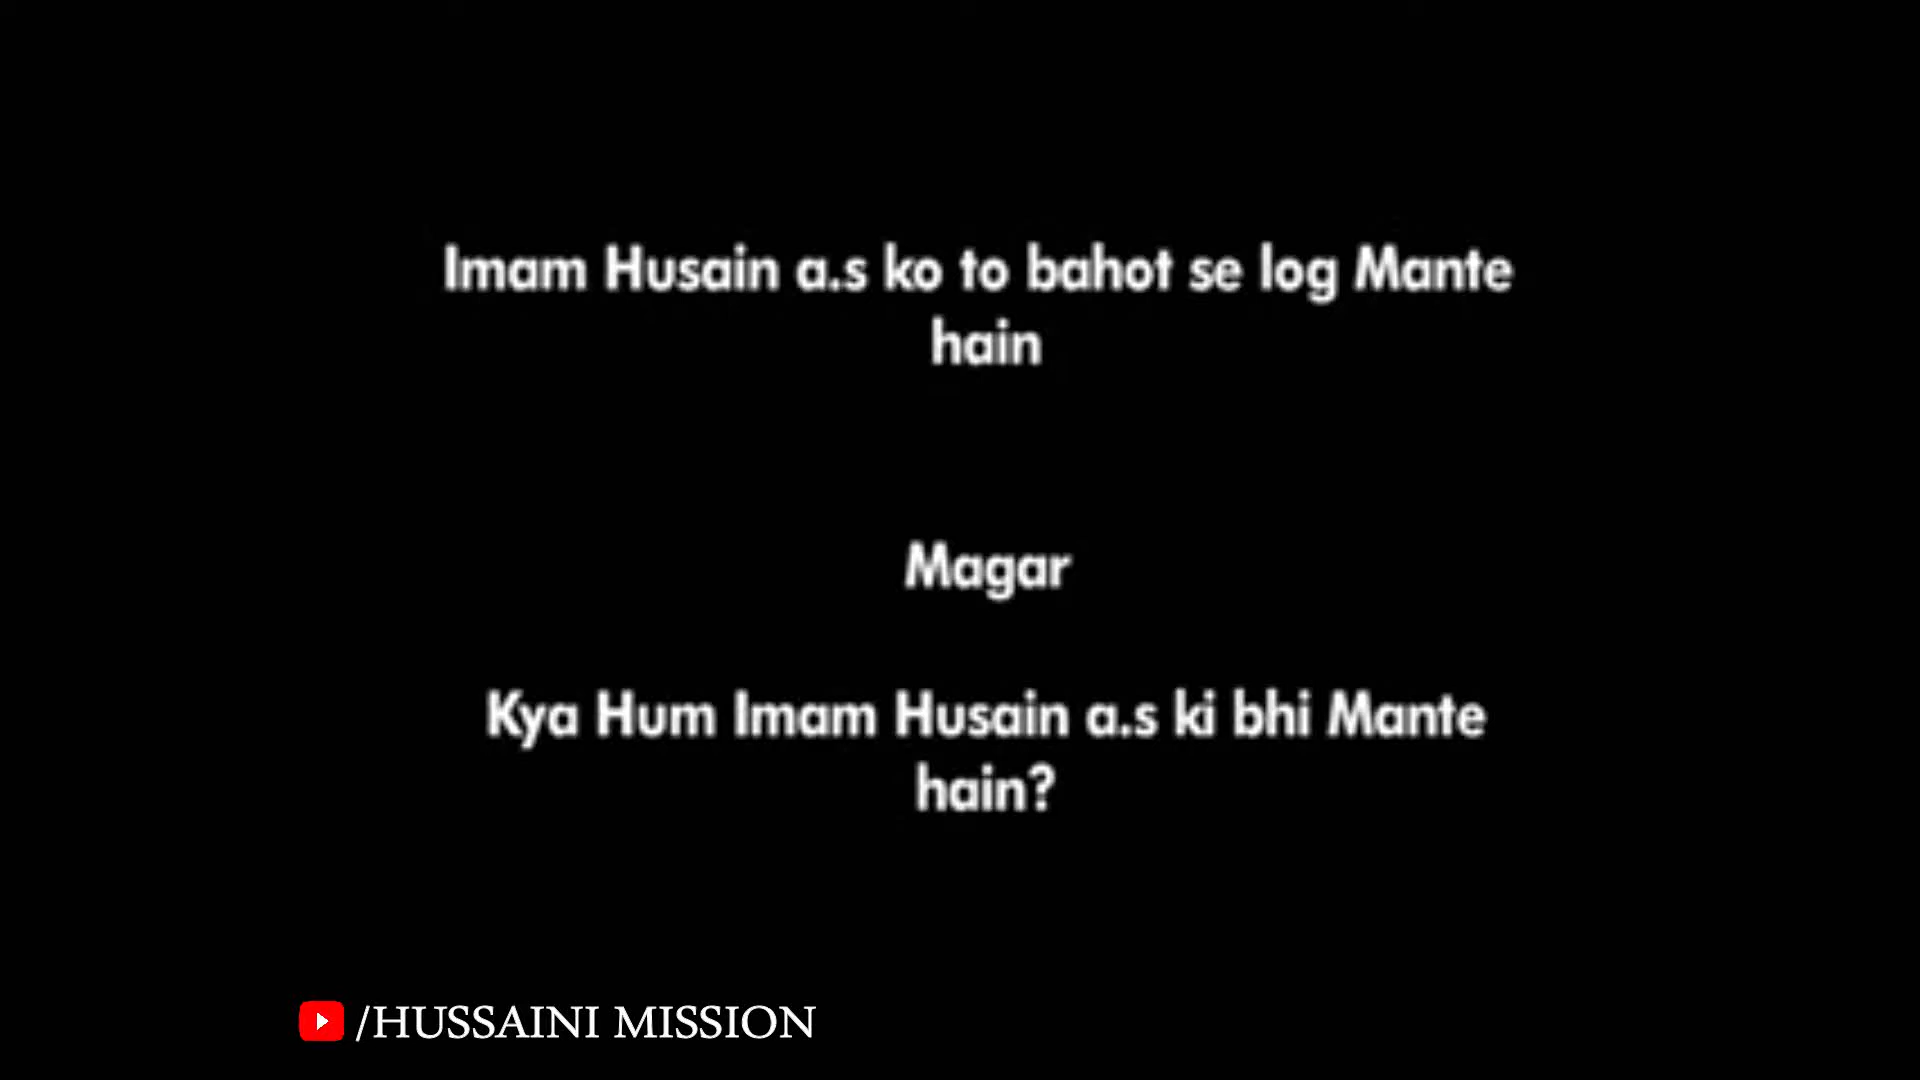 Imam Husain a.s ko to bahot se log Mante
hain
Magar
Kya Hum Imam Husain a.s ki bhi Mante
hain?
/HUSSAINI MISSION